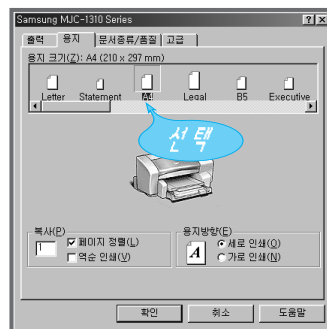 Samsung MJC-1310 Series
출력 용지 문서종류/품질 고급
용지 크기(Z): A4 (210 x 297 mm)
Letter Statement A4 Legal B5 Executive
선택
복사(P)
1
페이지 정렬(L)
역순 인쇄(V)
용지방향(E)
A
세로 인쇄(O)
가로 인쇄(N)
확인 취소 도움말